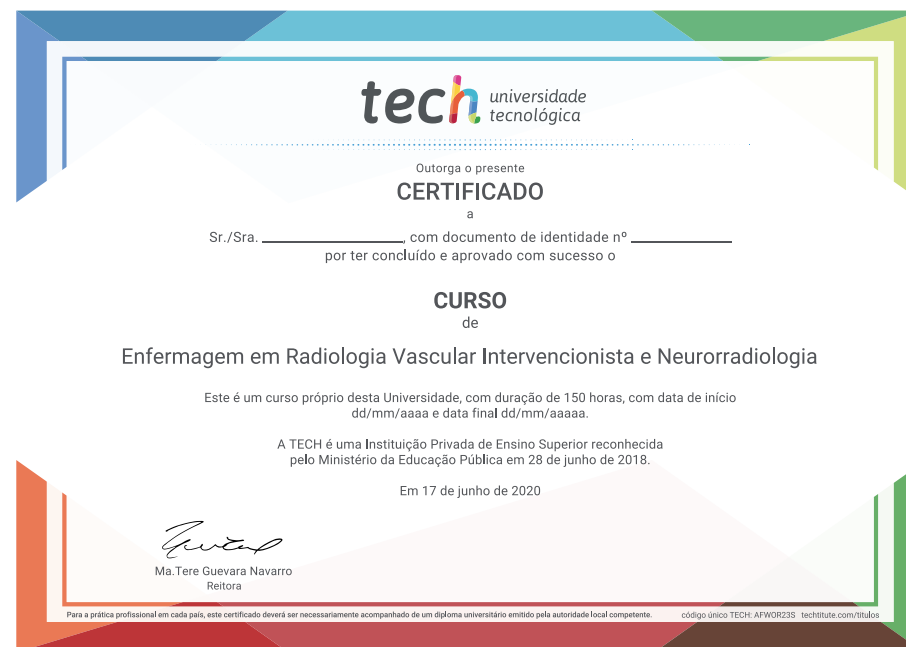 tech universidade
tecnológica
Outorga o presente
CERTIFICADO
a
Sr./Sra. ____________, com documento de identidade nº ____________
por ter concluído e aprovado com sucesso o
CURSO
de
Enfermagem em Radiologia Vascular Intervencionista e Neurorradiologia
Este é um curso próprio desta Universidade, com duração de 150 horas, com data de início
dd/mm/aaaa e data final dd/mm/aaaaa.
A TECH é uma Instituição Privada de Ensino Superior reconhecida
pelo Ministério da Educação Pública em 28 de junho de 2018.
Em 17 de junho de 2020
Ma.Tere Guevara Navarro
Reitora
Para a prática profissional em cada país, este certificado deverá ser necessariamente acompanhado de um diploma universitário emitido pela autoridade local competente. código único TECH: AFWOR23S techtitute.com/titulos